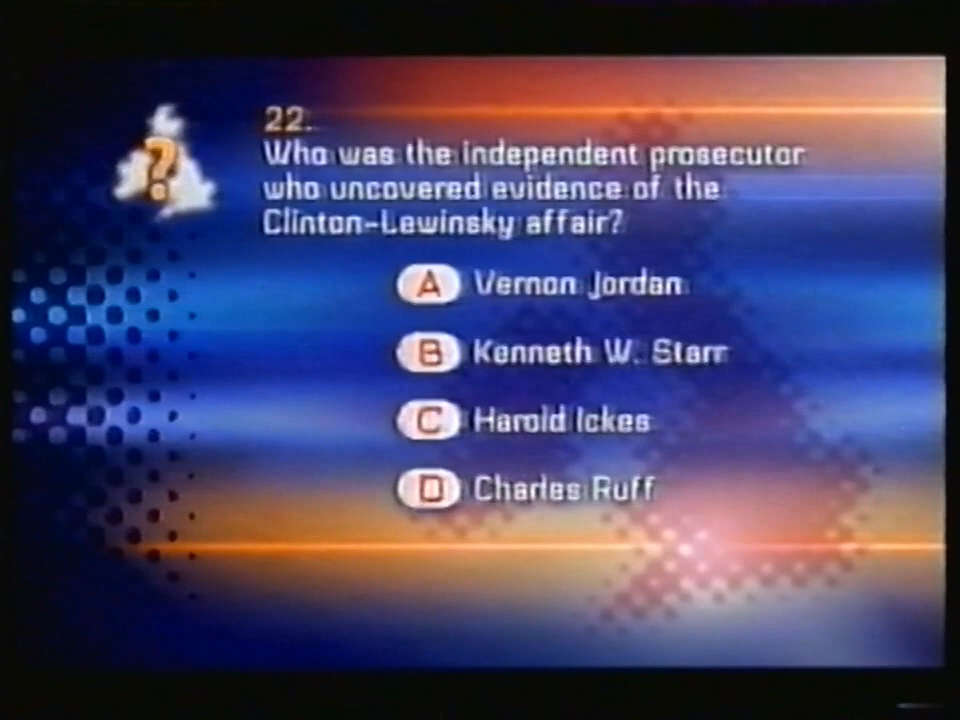 ?
22.
Who was the independent prosecutor
who uncovered evidence of the
Clinton-Lewinsky affair?
A Vernon Jordan
B Kenneth W. Starr
C Harold Ickes
D Charles Ruff